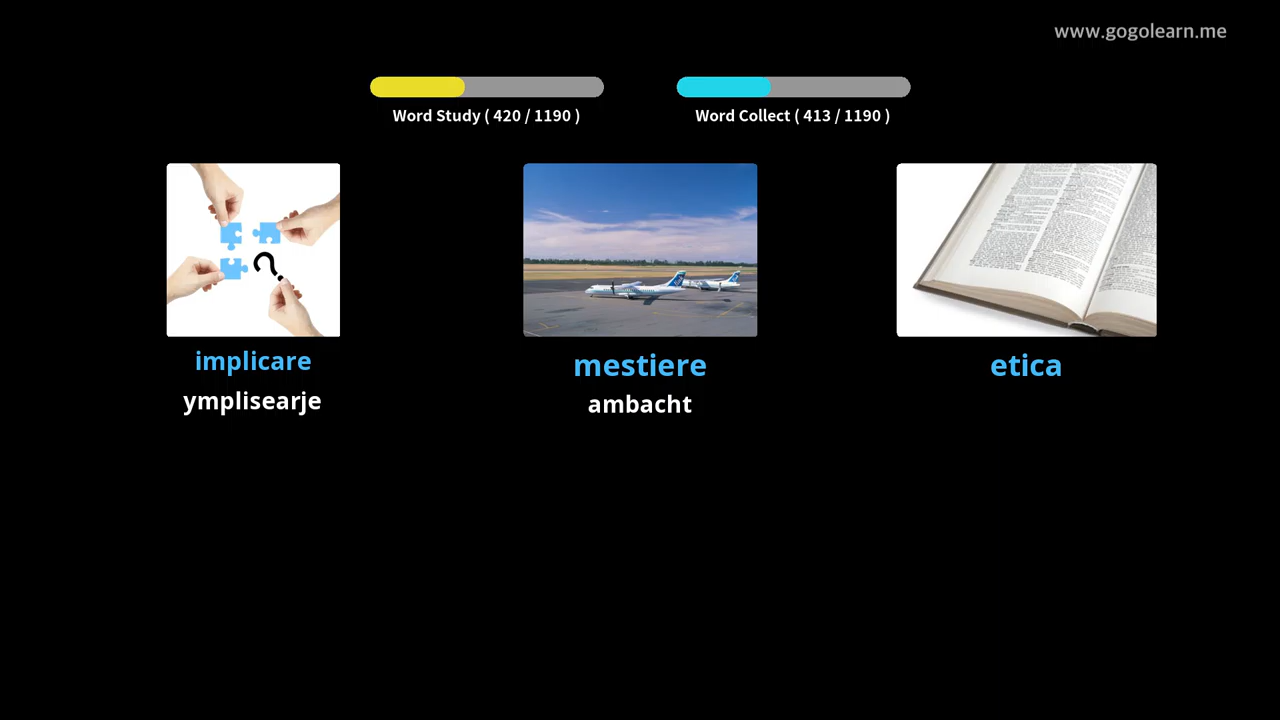 www.gogolearn.me
Word Study ( 420 / 1190 )
Word Collect ( 413 / 1190 )
implicare
ymplisearje
mestiere
ambacht
etica